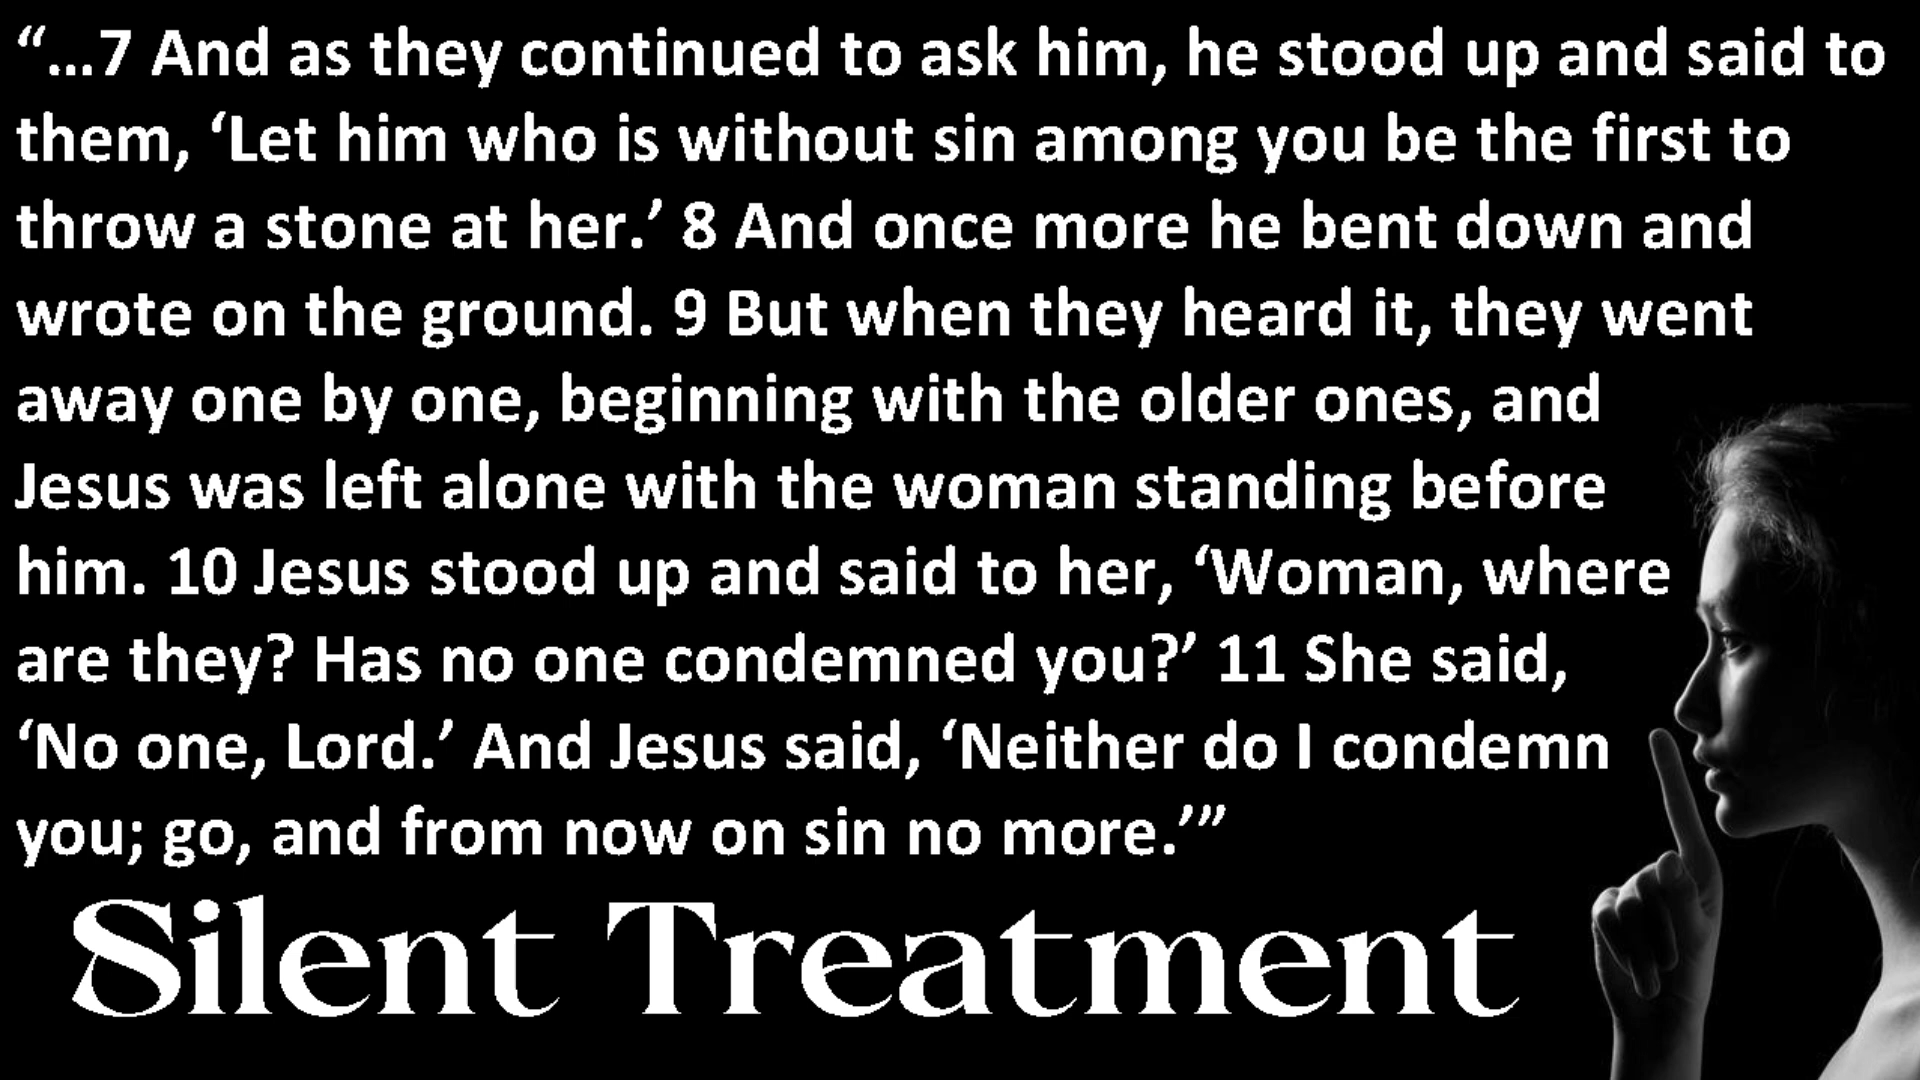 “...7 And as they continued to ask him, he stood up and said to
them, ‘Let him who is without sin among you be the first to
throw a stone at her.’ 8 And once more he bent down and
wrote on the ground. 9 But when they heard it, they went
away one by one, beginning with the older ones, and
Jesus was left alone with the woman standing before
him. 10 Jesus stood up and said to her, ‘Woman, where
are they? Has no one condemned you?’ 11 She said,
‘No one, Lord.’ And Jesus said, ‘Neither do I condemn
you; go, and from now on sin no more.’”
Silent Treatment